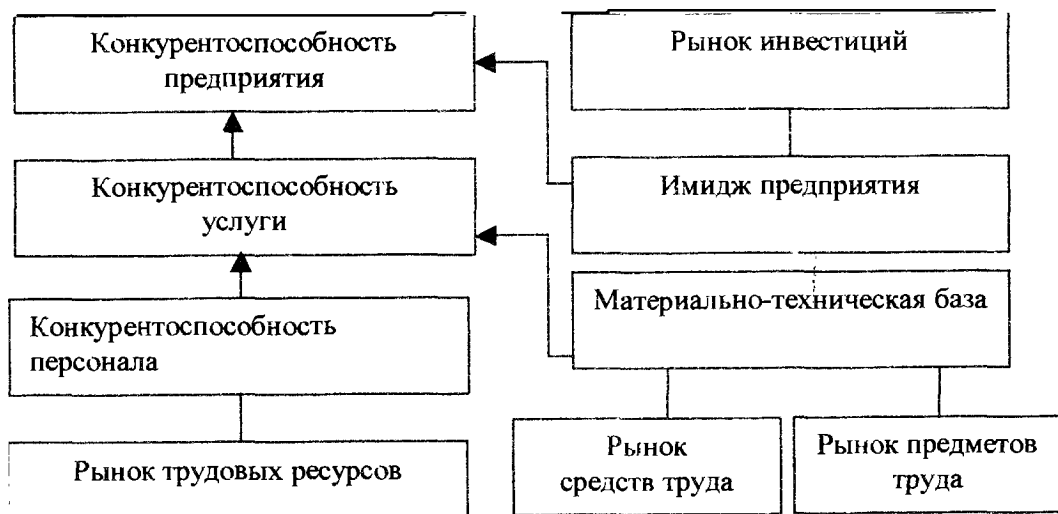 Конкурентоспособность
предприятия
Рынок инвестиций
Конкурентоспособность
услуги
Имидж предприятия
Материально-техническая база
Конкурентоспособность
персонала
Рынок трудовых ресурсов
Рынок
средств труда
Рынок предметов
труда